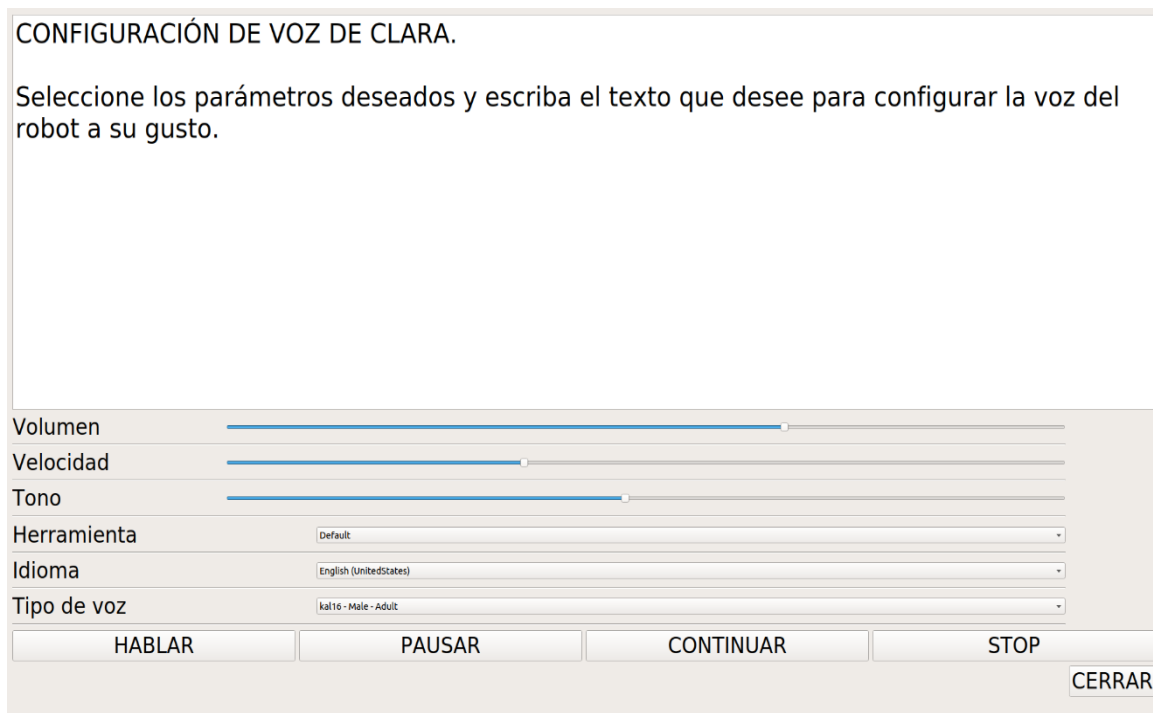 CONFIGURACIÓN DE VOZ DE CLARA.
Seleccione los parámetros deseados y escriba el texto que desee para configurar la voz del
robot a su gusto.
Volumen
Velocidad
Tono
Herramienta Default
Idioma English (UnitedStates)
Tipo de voz kal16 - Male - Adult
HABLAR PAUSAR CONTINUAR STOP
CERRAR